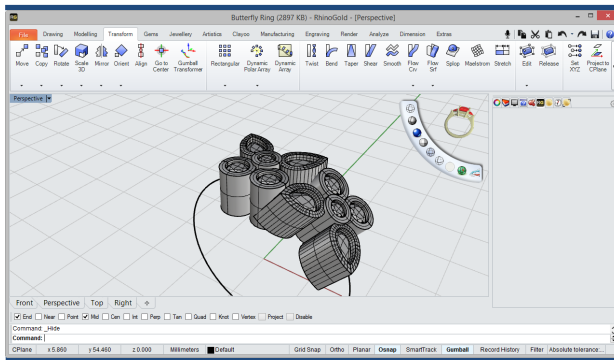 Butterfly Ring (2897 KB) - RhinoGold - [Perspective]
File Drawing Modelling Transform Gems Jewellery Artistics Clayoo Manufacturing Engraving Render Analyze Dimension Extras
Move Copy Rotate Scale 3D Mirror Orient Align Go to Center Gumball Transformer Rectangular Dynamic Polar Array Dynamic Array Twist Bend Taper Shear Smooth Flow Crv Flow Srf Splop Maelstrom Stretch Edit Release Set XYZ Project to CPlane
Perspective
Front Perspective Top Right
End Near Point Mid Cen Int Perp Tan Quad Knot Vertex Project Disable
Command: _Hide
Command:
CPlane x 5.860 y 54.460 z 0.000 Millimeters Default Grid Snap Ortho Planar Osnap SmartTrack Gumball Record History Filter Absolute tolerance:...